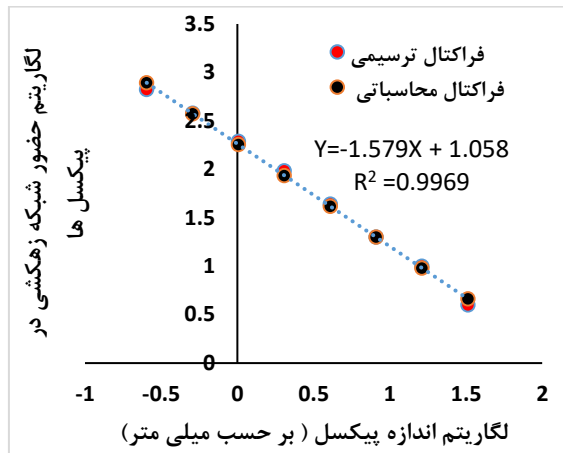 لگاریتم حضور شبکه زهکشی در
پیکسل ها
3.5
3
2.5
2
1.5
1
0.5
0
فراکتال ترسیمی
فراکتال محاسباتی
Y=-1.579X + 1.058
R² =0.9969
-1 -0.5 0 0.5 1 1.5 2
لگاریتم اندازه پیکسل ( بر حسب میلی متر)